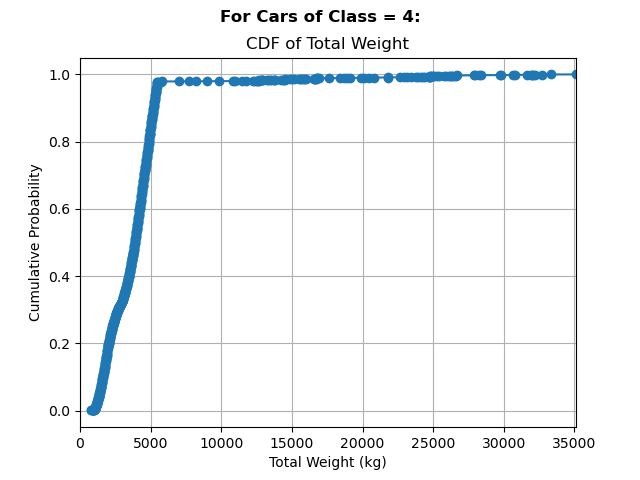 For Cars of Class = 4:
CDF of Total Weight
1.0
0.8
0.6
0.4
0.2
0.0
Cumulative Probability
0 5000 10000 15000 20000 25000 30000 35000
Total Weight (kg)